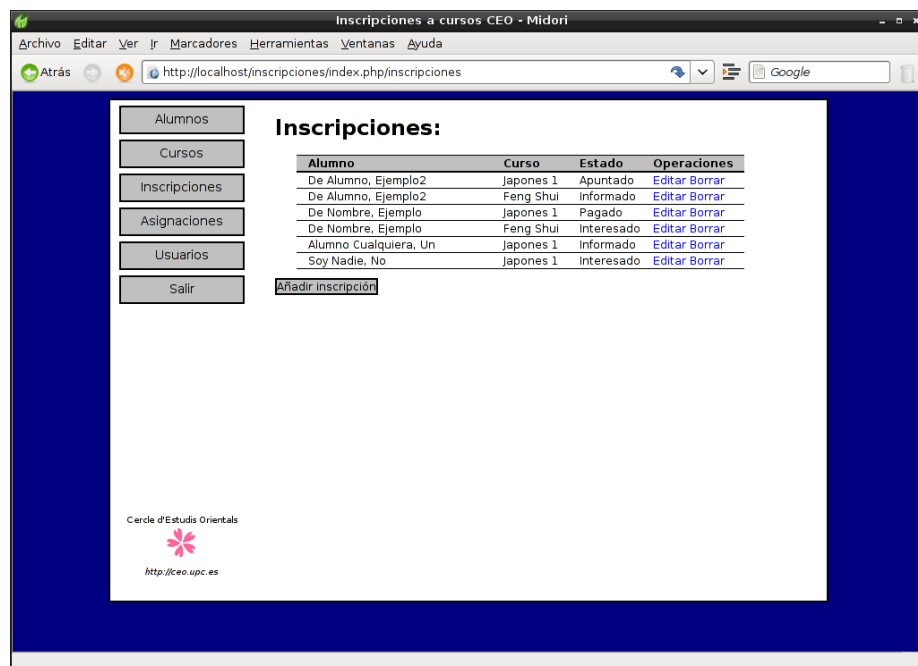 Inscripciones a cursos CEO - Midori
Archivo Editar Ver Ir Marcadores Herramientas Ventanas Ayuda
Atrás http://localhost/inscripciones/index.php/inscripciones Google
Alumnos
Cursos
Inscripciones
Asignaciones
Usuarios
Salir
Inscripciones:
Alumno Curso Estado Operaciones
De Alumno, Ejemplo2 Japones 1 Apuntado Editar Borrar
De Alumno, Ejemplo2 Feng Shui Informado Editar Borrar
De Nombre, Ejemplo Japones 1 Pagado Editar Borrar
De Nombre, Ejemplo Feng Shui Interesado Editar Borrar
Alumno Cualquiera, Un Japones 1 Informado Editar Borrar
Soy Nadie, No Japones 1 Interesado Editar Borrar
Añadir inscripción
Cercle d'Estudis Orientals
http://ceo.upc.es